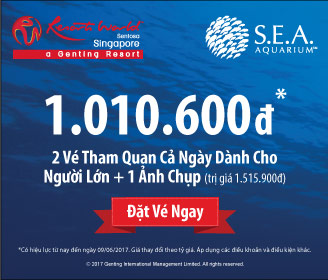 Resorts World
Sentosa
Singapore
a Genting Resort
S.E.A.
AQUARIUM™
1.010.600đ*
2 Vé Tham Quan Cả Ngày Dành Cho
Người Lớn + 1 Ảnh Chụp (trị giá 1.515.900đ)
Đặt Vé Ngay
*Có hiệu lực từ nay đến ngày 09/06/2017. Giá thay đổi theo tỷ giá. Áp dụng các điều khoản và điều kiện khác.
© 2017 Genting International Management Limited. All rights reserved.